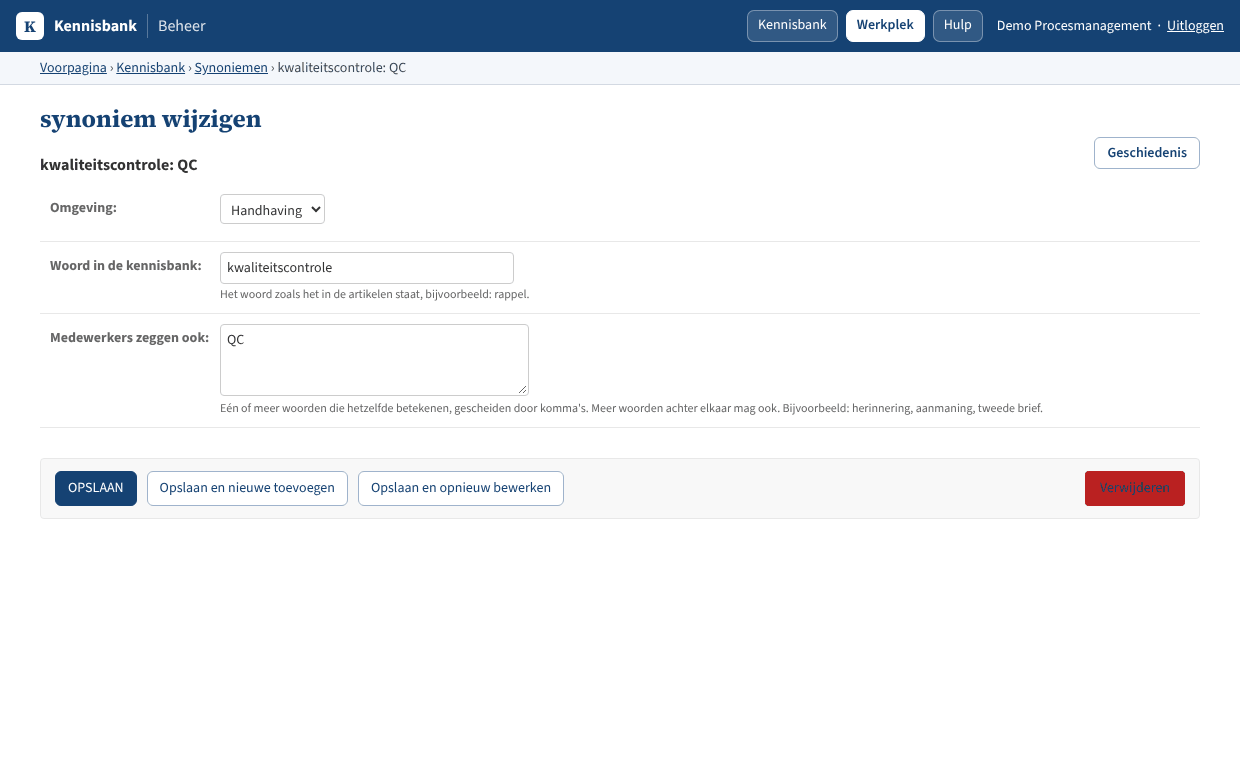 K Kennisbank Beheer Kennisbank Werkplek Hulp Demo Procesmanagement · Uitloggen
Voorpagina › Kennisbank › Synoniemen › kwaliteitscontrole: QC
synoniem wijzigen
Geschiedenis
kwaliteitscontrole: QC
Omgeving: Handhaving
Woord in de kennisbank: kwaliteitscontrole
Het woord zoals het in de artikelen staat, bijvoorbeeld: rappel.
Medewerkers zeggen ook: QC
Eén of meer woorden die hetzelfde betekenen, gescheiden door komma's. Meer woorden achter elkaar mag ook. Bijvoorbeeld: herinnering, aanmaning, tweede brief.
OPSLAAN Opslaan en nieuwe toevoegen Opslaan en opnieuw bewerken Verwijderen